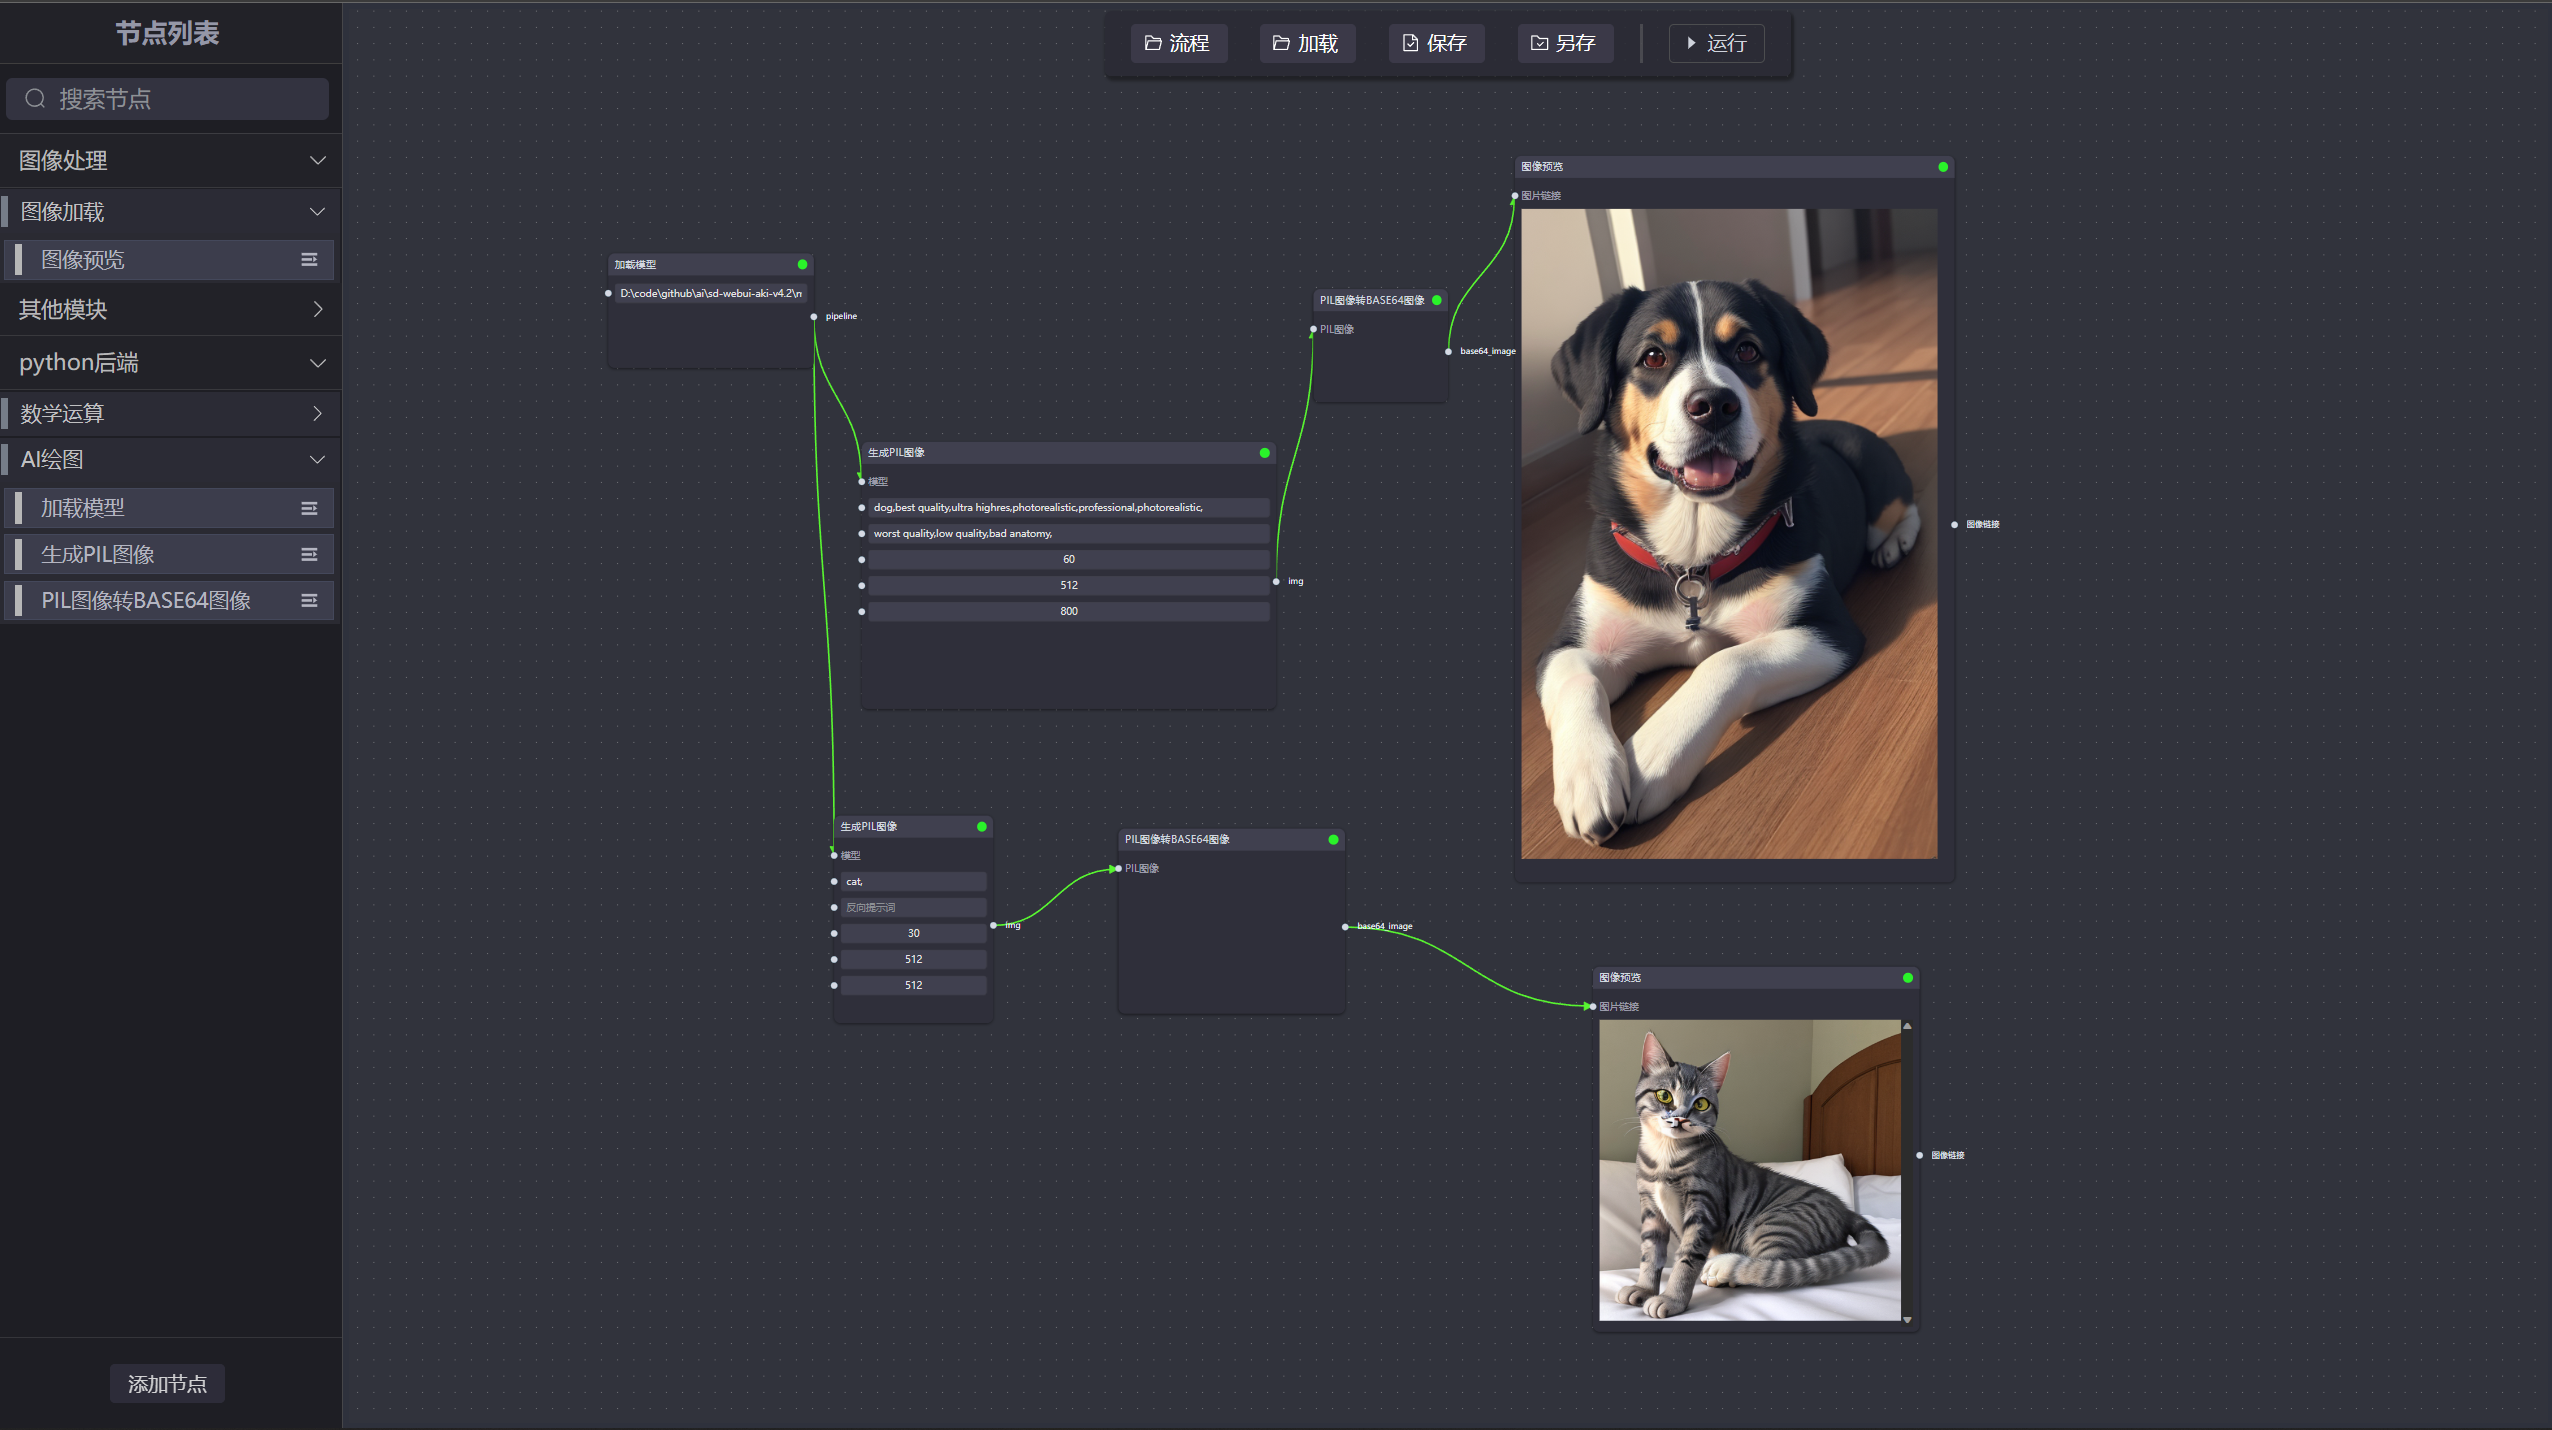 节点列表
搜索节点
图像处理
图像加载
图像预览
其他模块
python后端
数学运算
AI绘图
加载模型
生成PIL图像
PIL图像转BASE64图像
添加节点
流程
加载
保存
另存
运行
加载模型
D:\code\github\ai\sd-webui-aki-v4.2\
pipeline
生成PIL图像
模型
dog,best quality,ultra highres,photorealistic,professional,photorealistic,
worst quality,low quality,bad anatomy,
60
512
800
img
PIL图像转BASE64图像
PIL图像
base64_image
图像预览
图片链接
图像链接
生成PIL图像
模型
cat,
反向提示词
30
512
512
img
PIL图像转BASE64图像
PIL图像
base64_image
图像预览
图片链接
图像链接